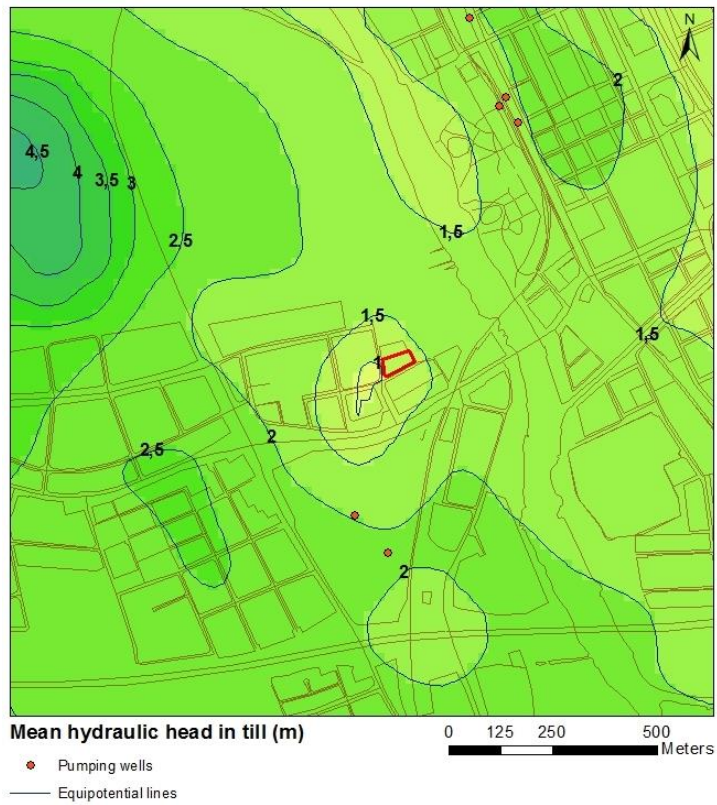 N
2
4,5
4
3,5
3
2,5
1,5
1,5
1,5
1
2
2,5
2
Mean hydraulic head in till (m)
0 125 250 500
Meters
Pumping wells
Equipotential lines